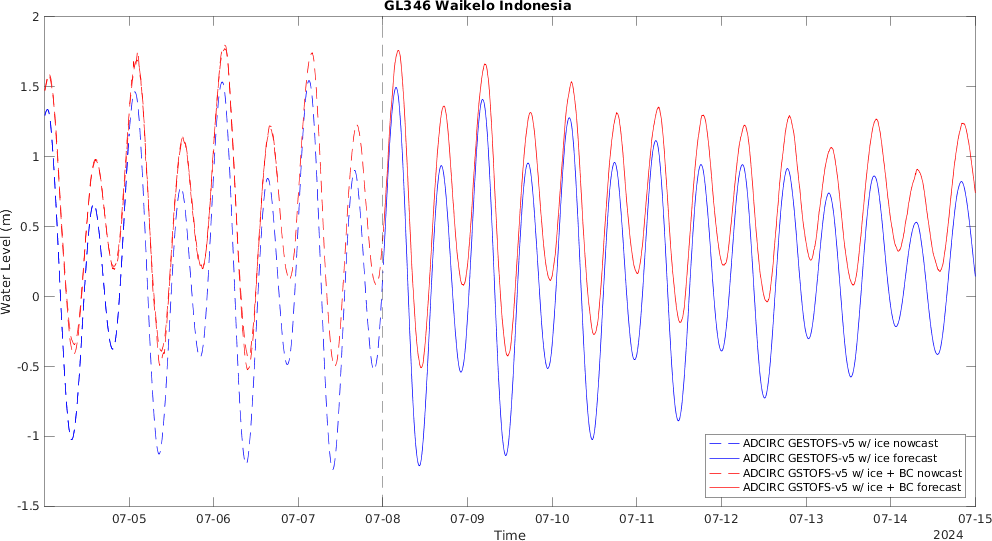 GL346 Waikelo Indonesia
2
1.5
1
0.5
0
-0.5
-1
-1.5
Water Level (m)
ADCIRC GESTOFS-v5 w/ ice nowcast
ADCIRC GESTOFS-v5 w/ ice forecast
ADCIRC GSTOFS-v5 w/ ice + BC nowcast
ADCIRC GSTOFS-v5 w/ ice + BC forecast
07-05 07-06 07-07 07-08 07-09 07-10 07-11 07-12 07-13 07-14 07-15
Time
2024